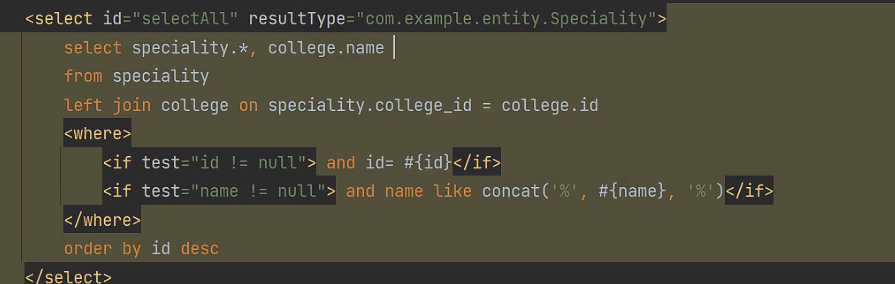 <select id="selectAll" resultType="com.example.entity.Speciality">
select speciality.*, college.name
from speciality
left join college on speciality.college_id = college.id
<where>
<if test="id != null"> and id= #{id}</if>
<if test="name != null"> and name like concat('%', #{name}, '%')</if>
</where>
order by id desc
</select>